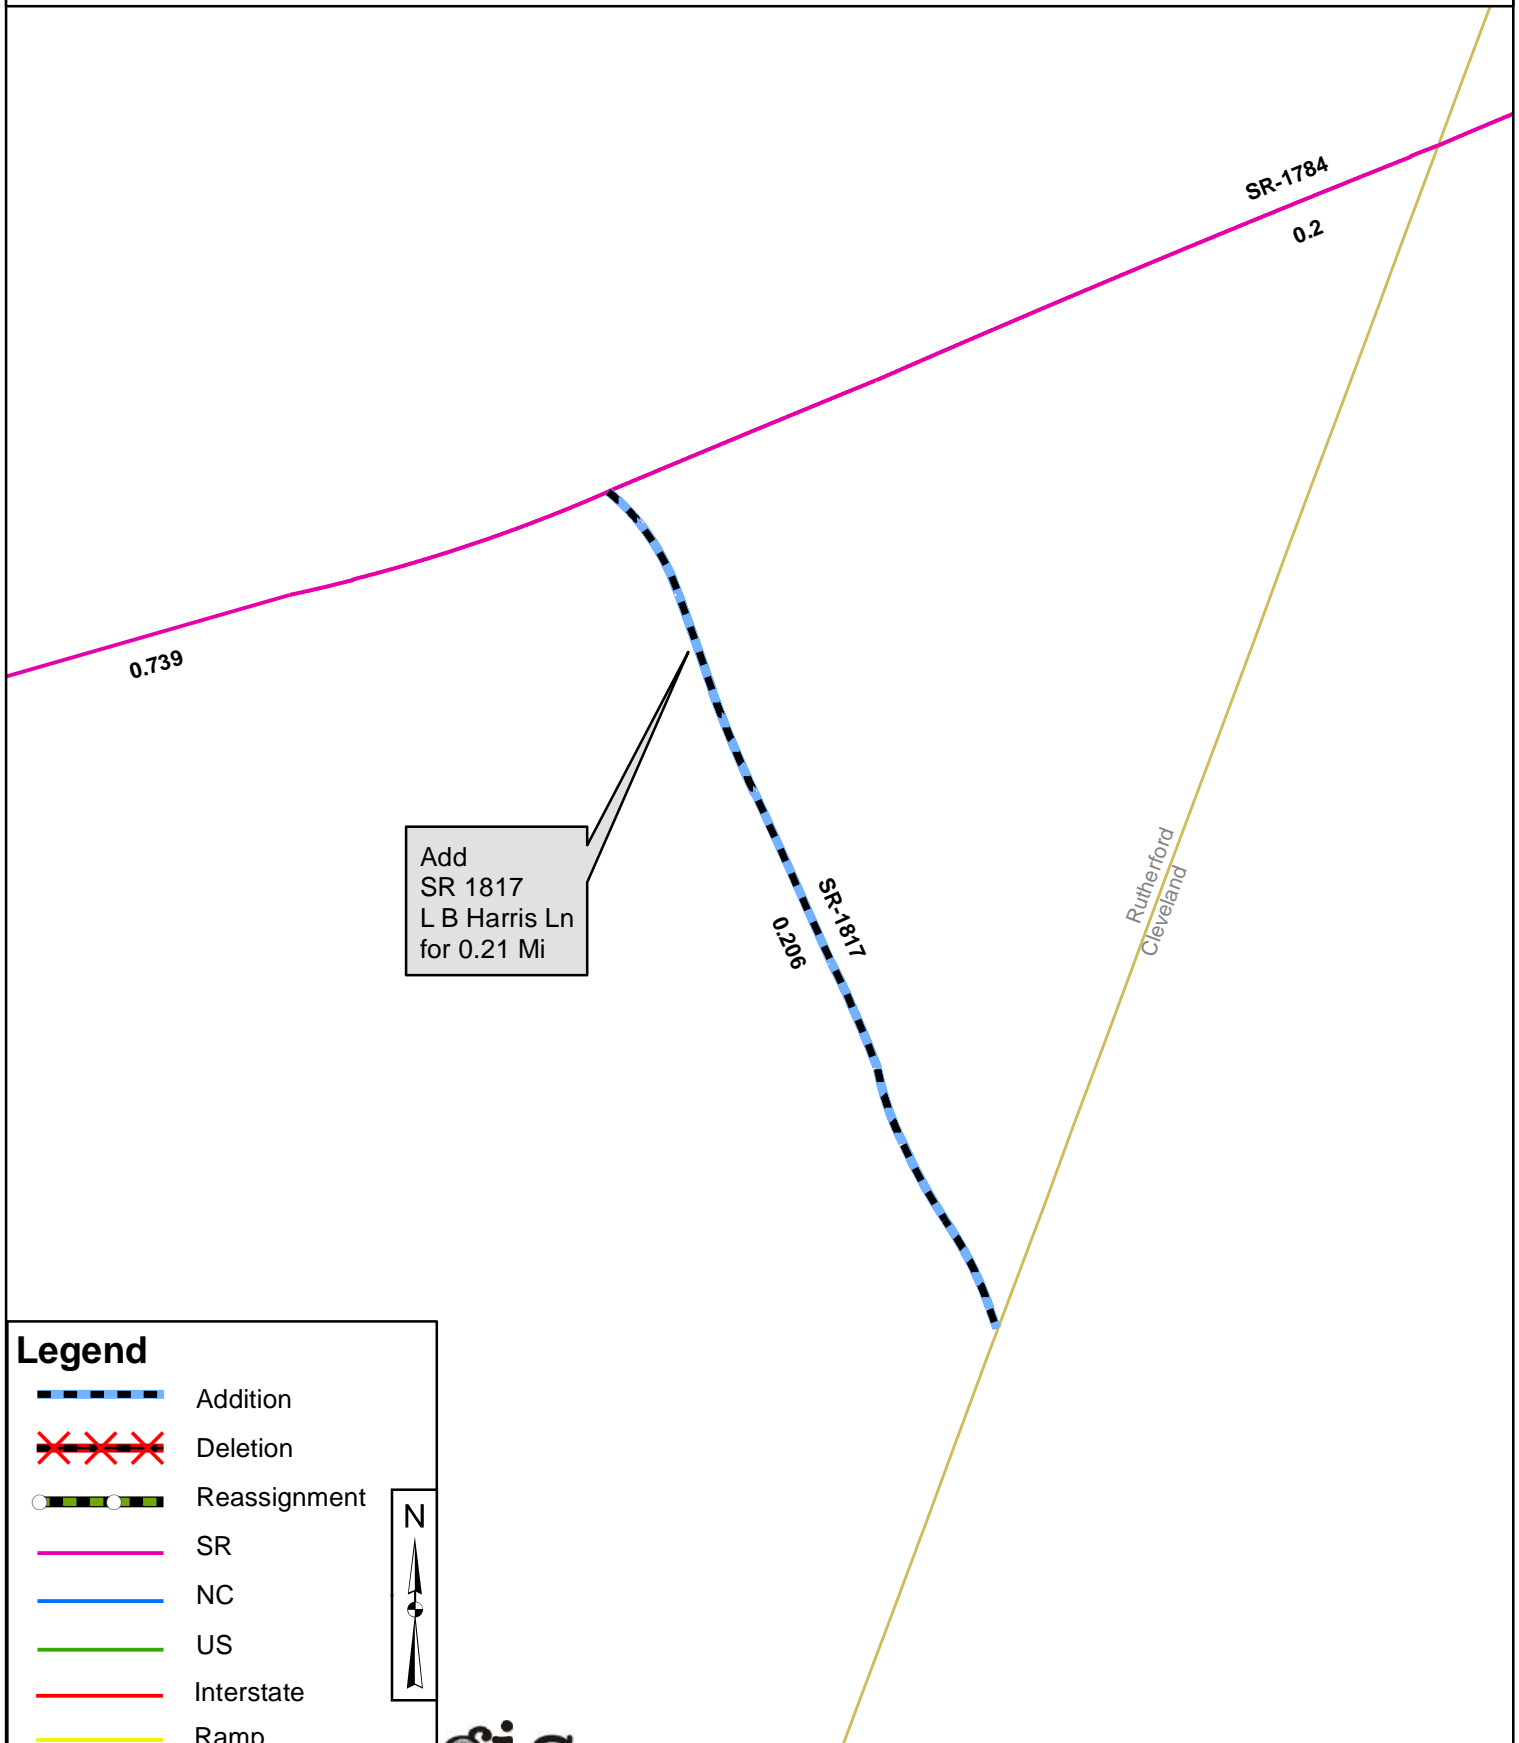 SR-1784
0.2
0.739
Add
SR 1817
L B Harris Ln
for 0.21 Mi
SR-1817
0.206
Rutherford
Cleveland
Legend
Addition
Deletion
Reassignment
SR
NC
US
Interstate
Ramp
N